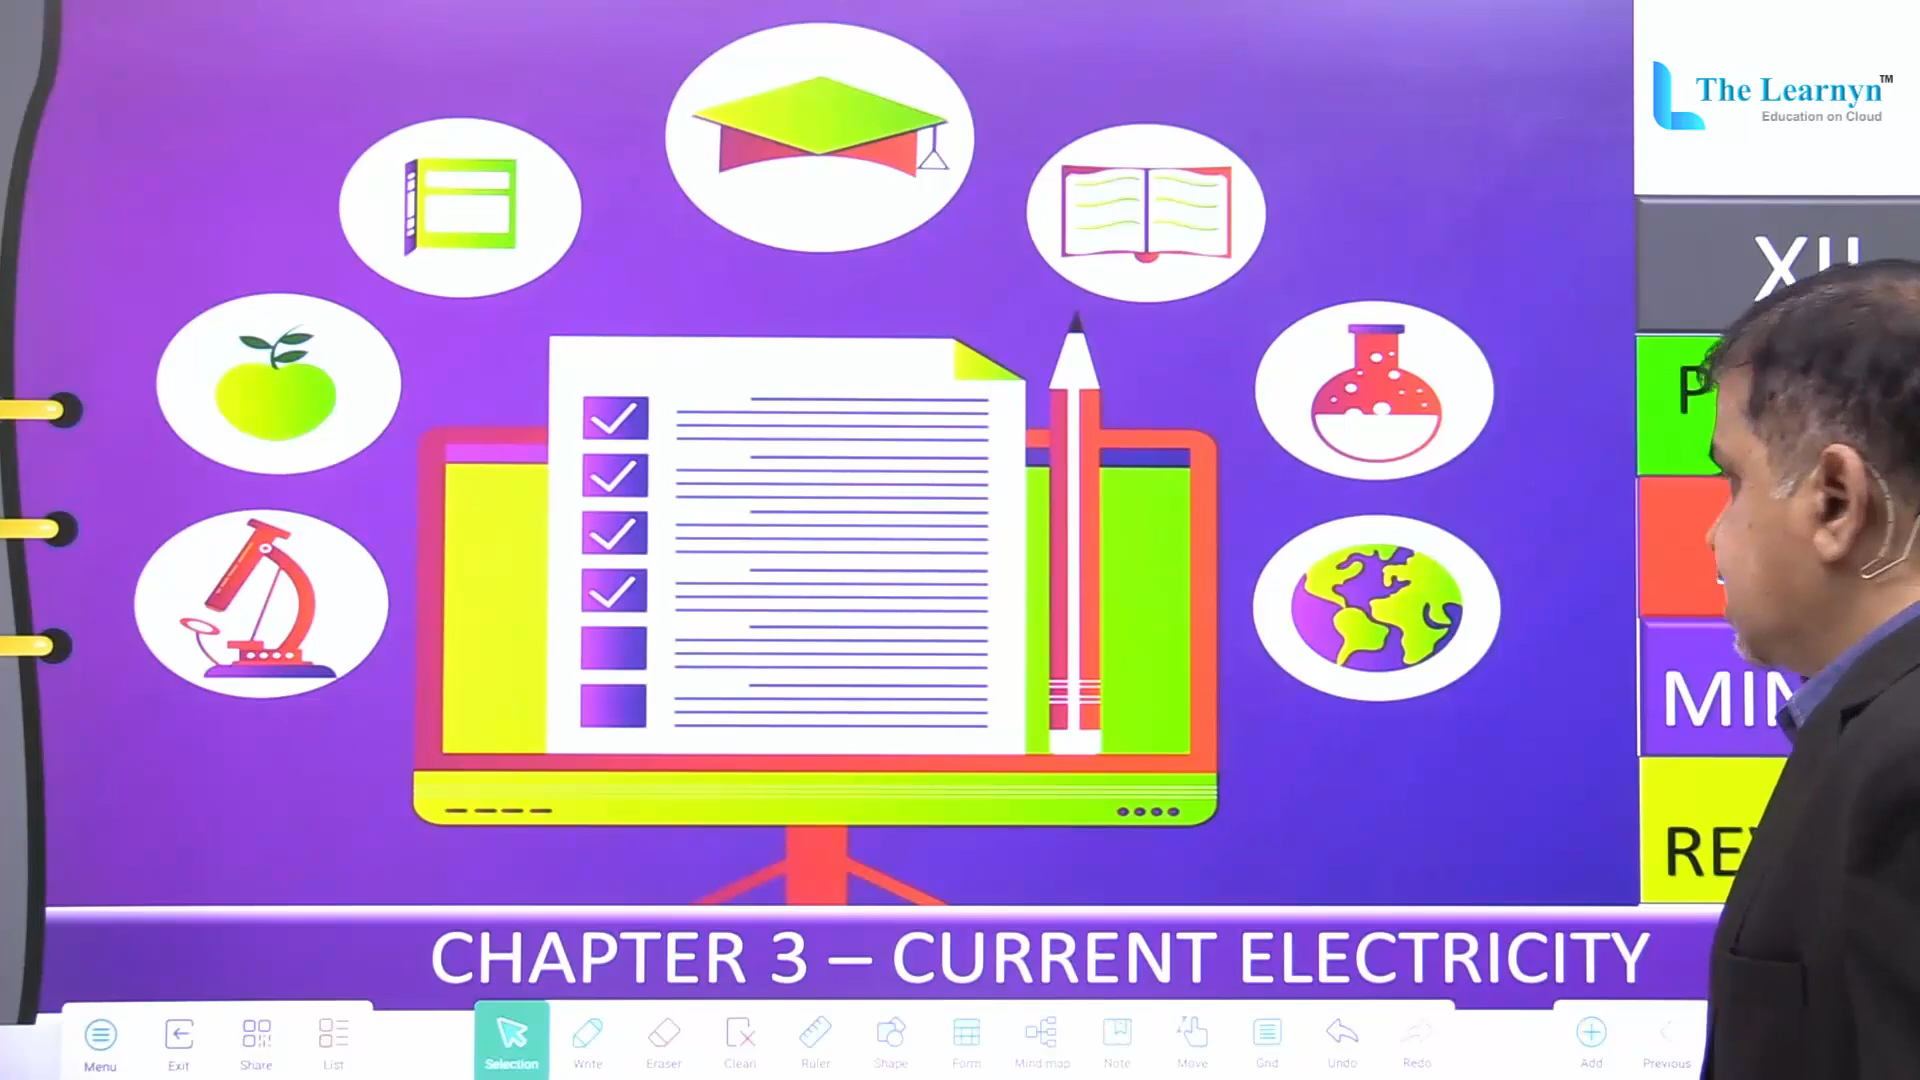 The Learnyn™
Education on Cloud
XII
CHAPTER 3 – CURRENT ELECTRICITY
Menu
Exit
Share
List
Selection
Write
Eraser
Clean
Ruler
Shape
Form
Mind map
Note
Move
Grid
Undo
Redo
Add
Previous